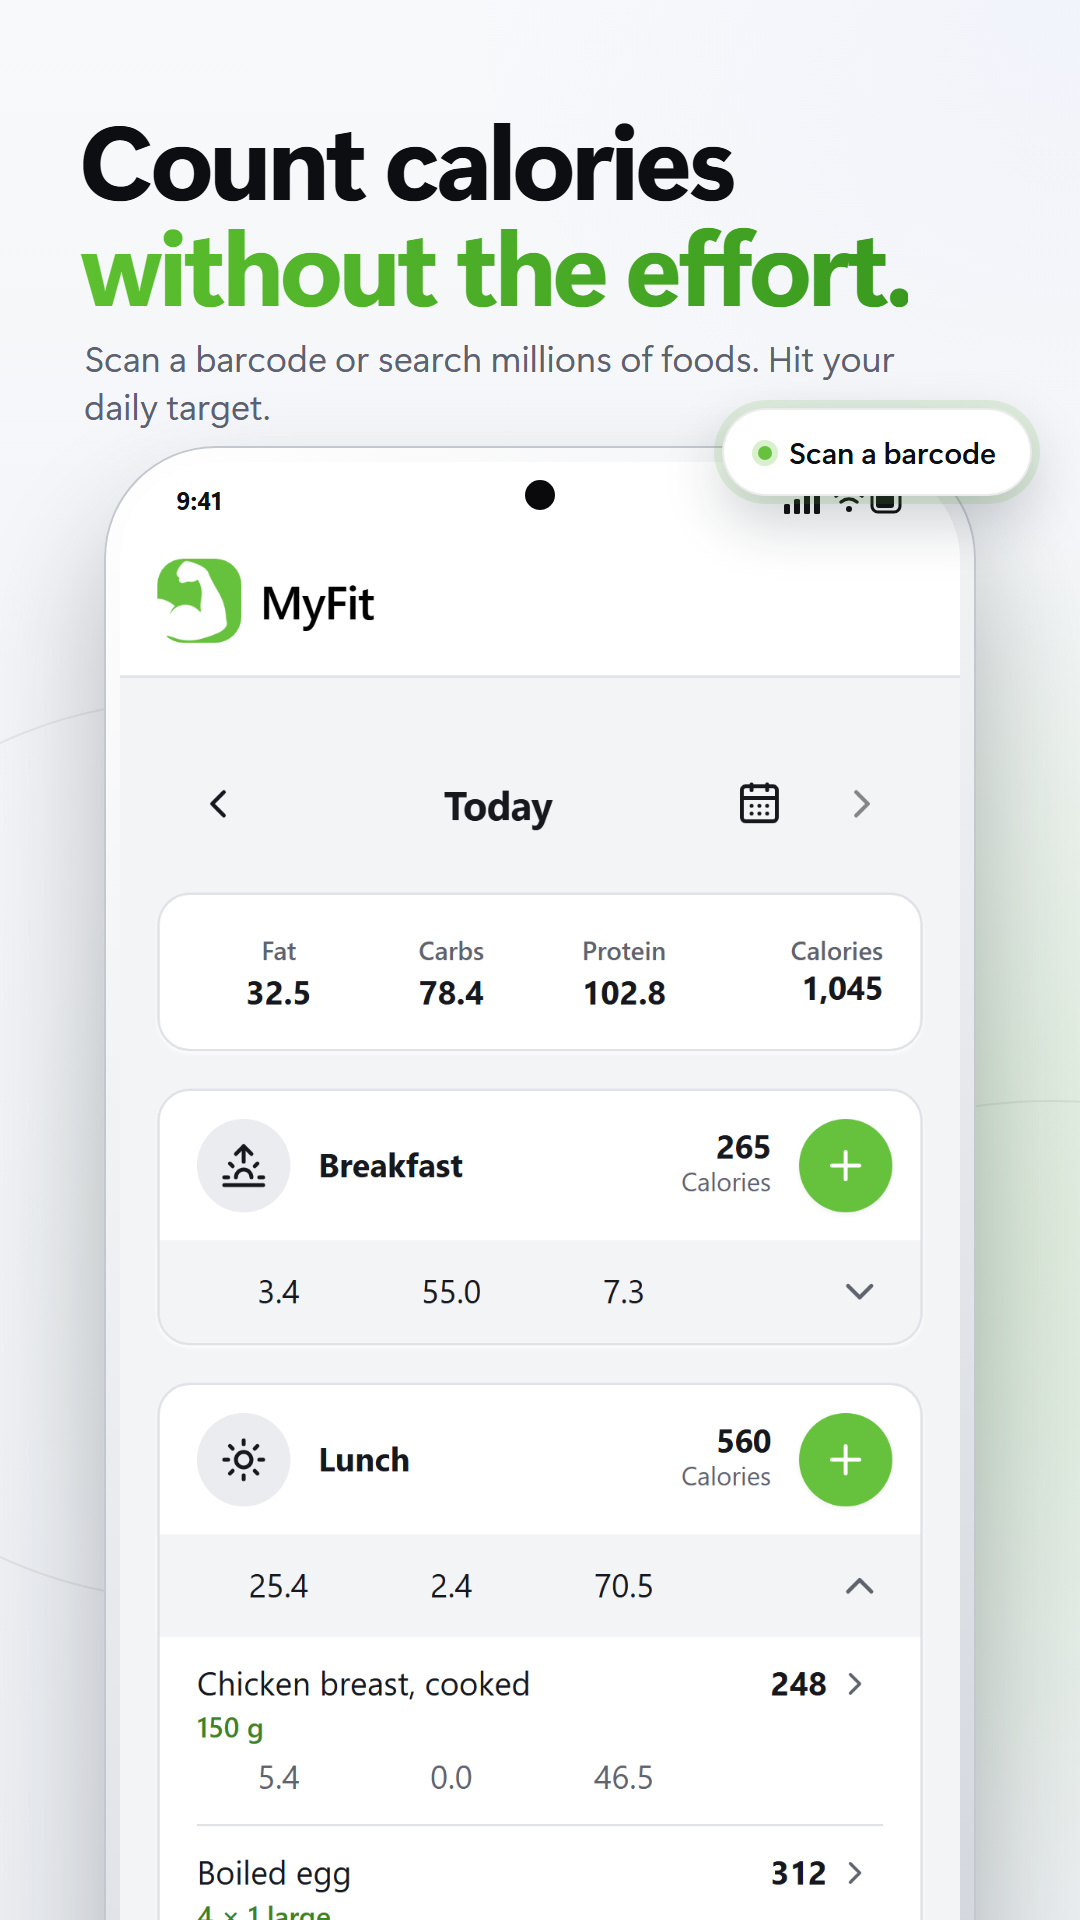 Count calories
without the effort.
Scan a barcode or search millions of foods. Hit your
daily target.
Scan a barcode
9:41
MyFit
Today
Fat Carbs Protein Calories
32.5 78.4 102.8 1,045
Breakfast 265
Calories
3.4 55.0 7.3
Lunch 560
Calories
25.4 2.4 70.5
Chicken breast, cooked 248
150 g
5.4 0.0 46.5
Boiled egg 312
4 × 1 large